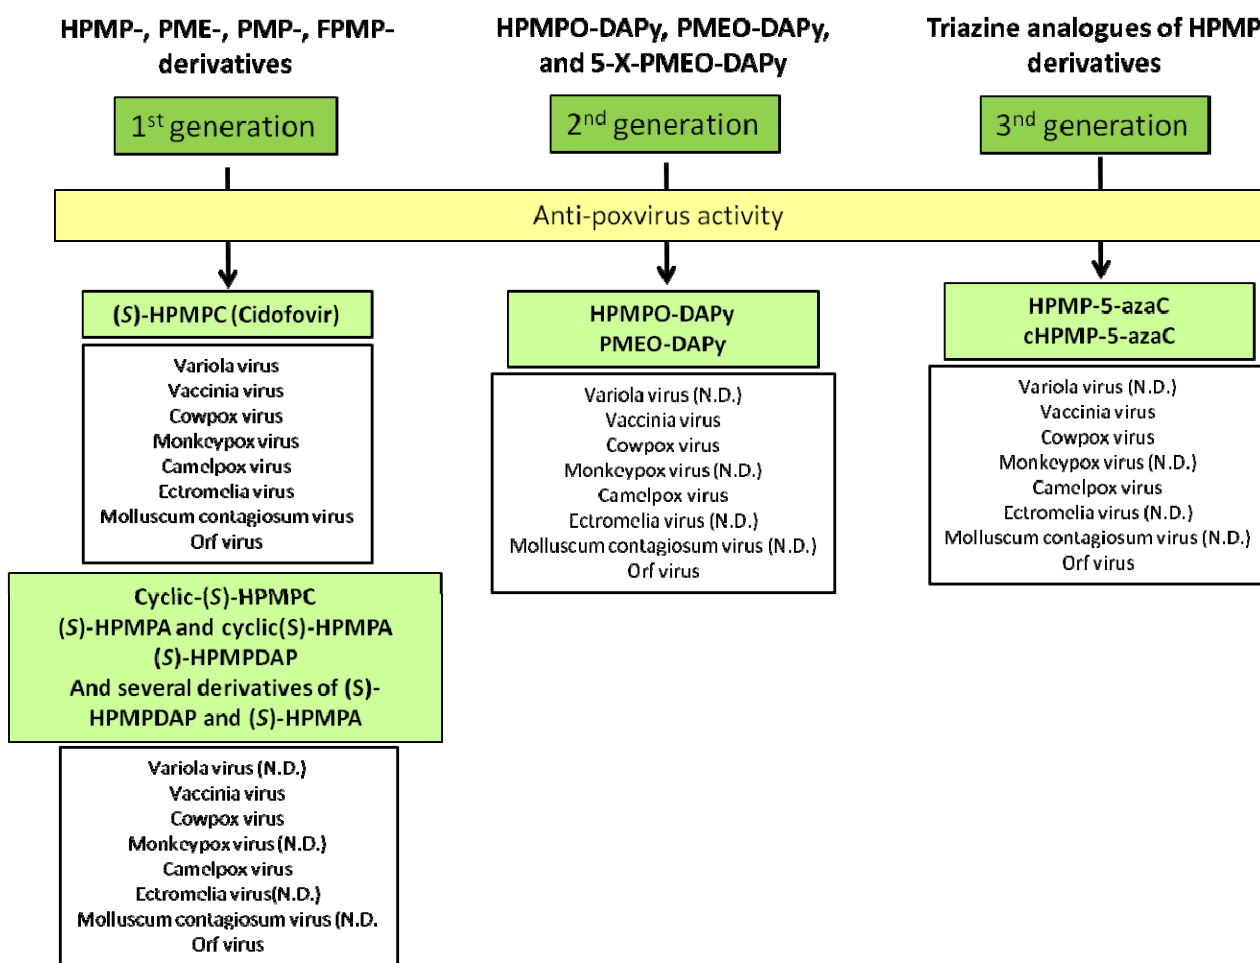 HPMP-, PME-, PMP-, FPMP-
derivatives
1st generation
HPMPO-DAPy, PMEO-DAPy,
and 5-X-PMEO-DAPy
2nd generation
Triazine analogues of HPMP
derivatives
3nd generation
Anti-poxvirus activity
(S)-HPMPC (Cidofovir)
Variola virus
Vaccinia virus
Cowpox virus
Monkeypox virus
Camelpox virus
Ectromelia virus
Molluscum contagiosum virus
Orf virus
Cyclic-(S)-HPMPC
(S)-HPMPA and cyclic(S)-HPMPA
(S)-HPMPDAP
And several derivatives of (S)-
HPMPDAP and (S)-HPMPA
Variola virus (N.D.)
Vaccinia virus
Cowpox virus
Monkeypox virus (N.D.)
Camelpox virus
Ectromelia virus(N.D.)
Molluscum contagiosum virus (N.D.
Orf virus
HPMPO-DAPy
PMEO-DAPy
Variola virus (N.D.)
Vaccinia virus
Cowpox virus
Monkeypox virus (N.D.)
Camelpox virus
Ectromelia virus (N.D.)
Molluscum contagiosum virus (N.D.)
Orf virus
HPMP-5-azaC
cHPMP-5-azaC
Variola virus (N.D.)
Vaccinia virus
Cowpox virus
Monkeypox virus (N.D.)
Camelpox virus
Ectromelia virus (N.D.)
Molluscum contagiosum virus (N.D.)
Orf virus